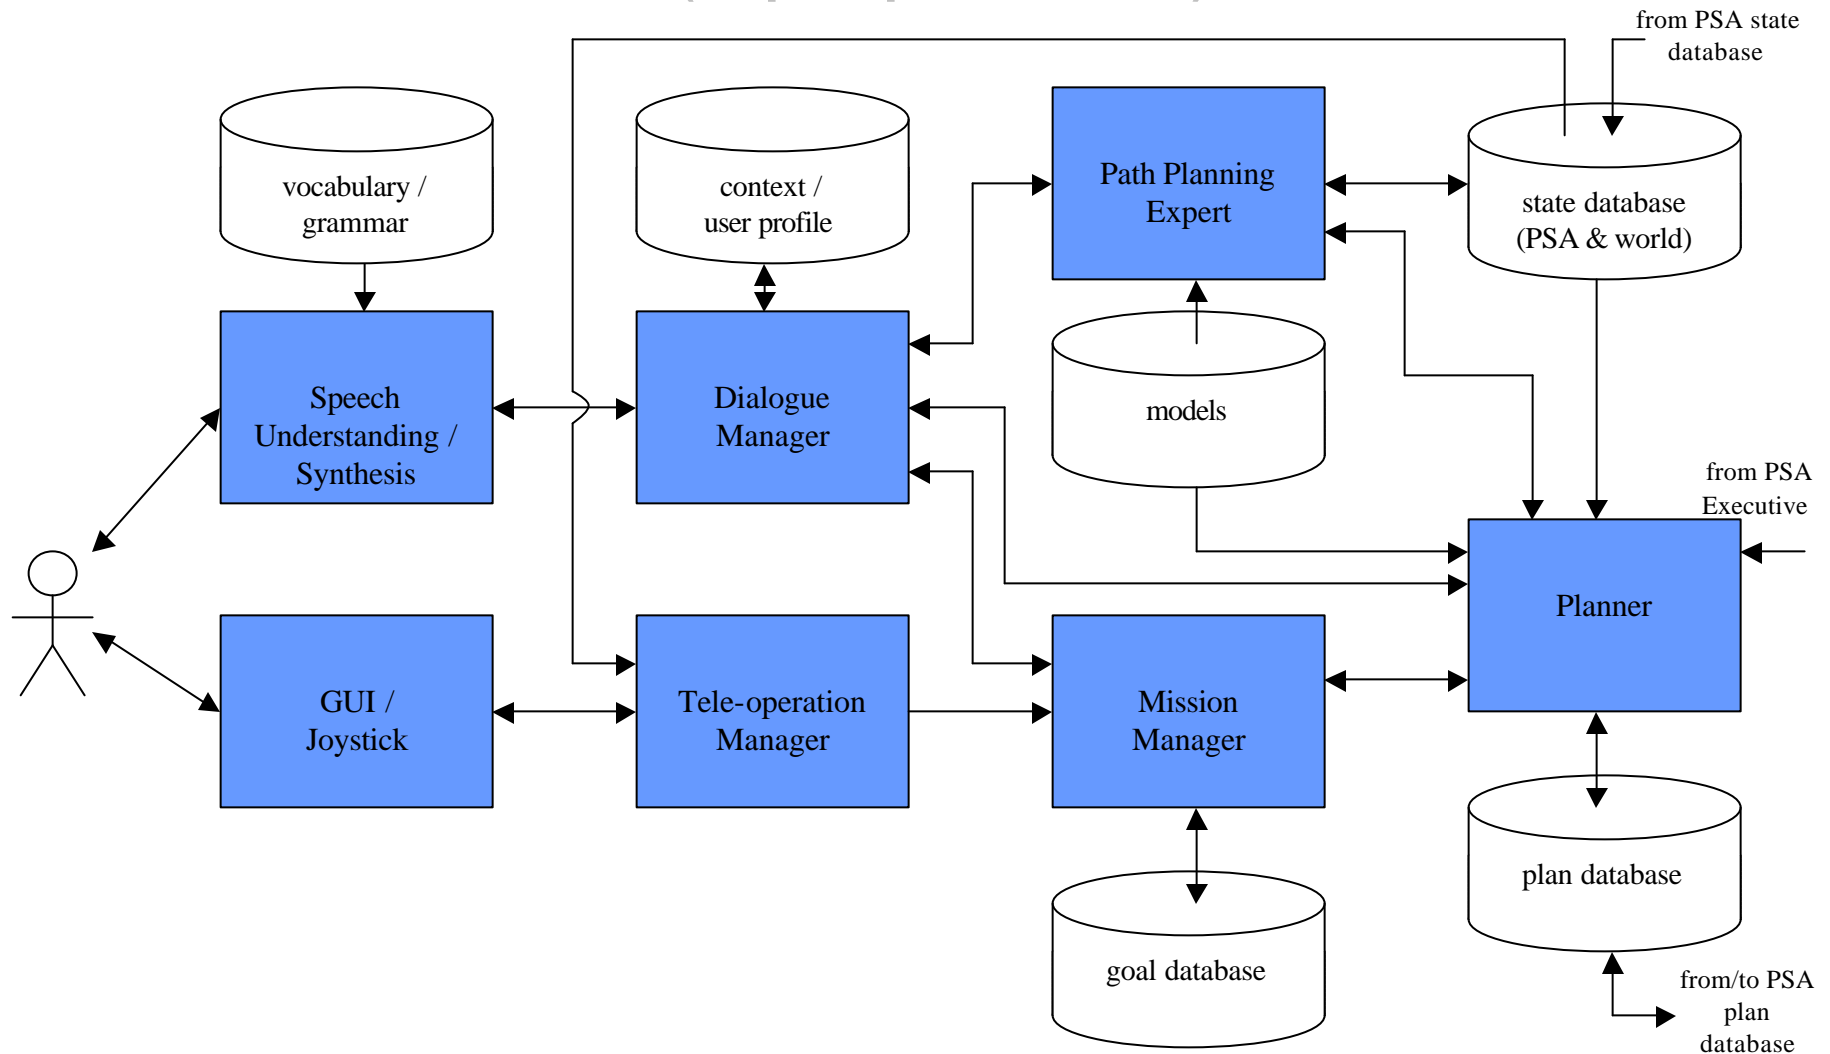 from PSA state
database
vocabulary /
grammar
context /
user profile
Path Planning
Expert
state database
(PSA & world)
Speech
Understanding /
Synthesis
Dialogue
Manager
models
from PSA
Executive
Planner
GUI /
Joystick
Tele-operation
Manager
Mission
Manager
plan database
goal database
from/to PSA
plan
database